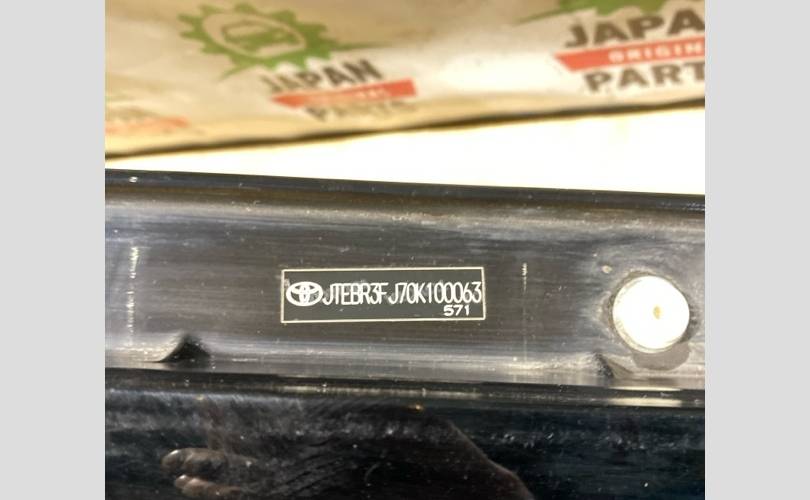 JAPAN
PARTS
JAPAN
ORIGIN
PART
JTEBR3FJ70K100063
571